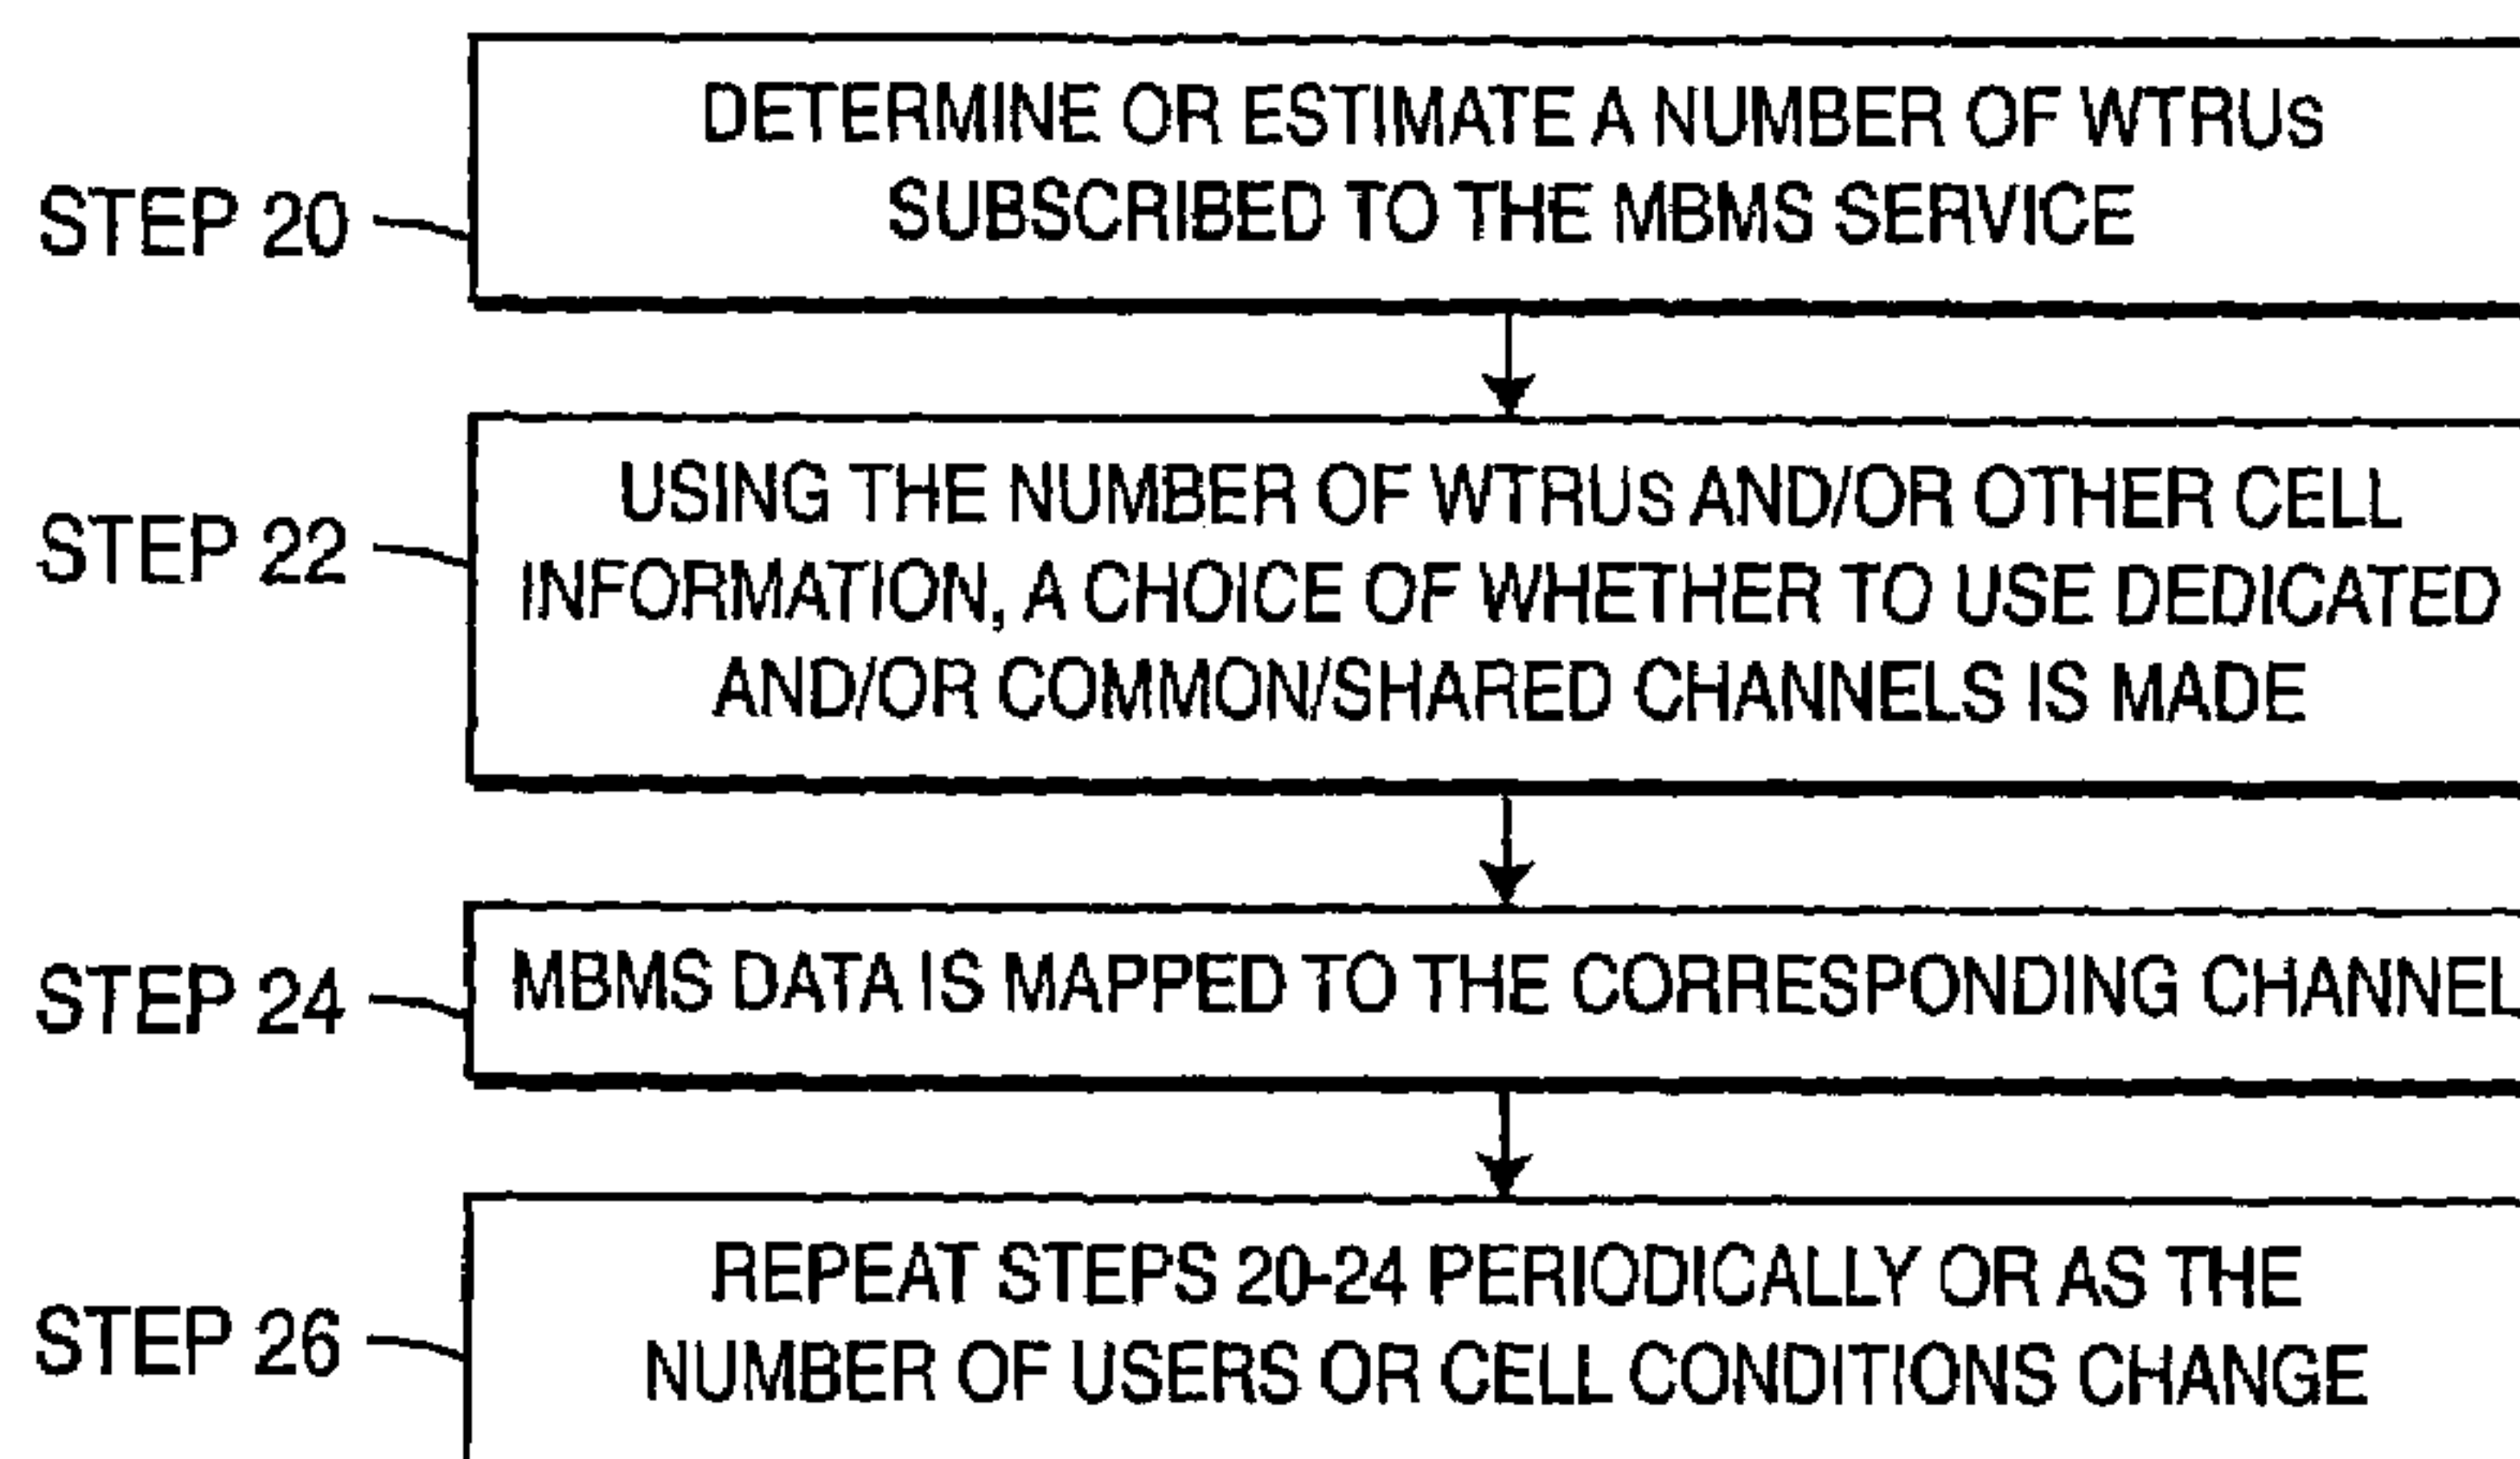 DETERMINE OR ESTIMATE A NUMBER OF WTRUs
SUBSCRIBED TO THE MBMS SERVICE
STEP 20
USING THE NUMBER OF WTRUs AND/OR OTHER CELL
INFORMATION, A CHOICE OF WHETHER TO USE DEDICATED
AND/OR COMMON/SHARED CHANNELS IS MADE
STEP 22
MBMS DATA IS MAPPED TO THE CORRESPONDING CHANNEL
STEP 24
REPEAT STEPS 20-24 PERIODICALLY OR AS THE
NUMBER OF USERS OR CELL CONDITIONS CHANGE
STEP 26